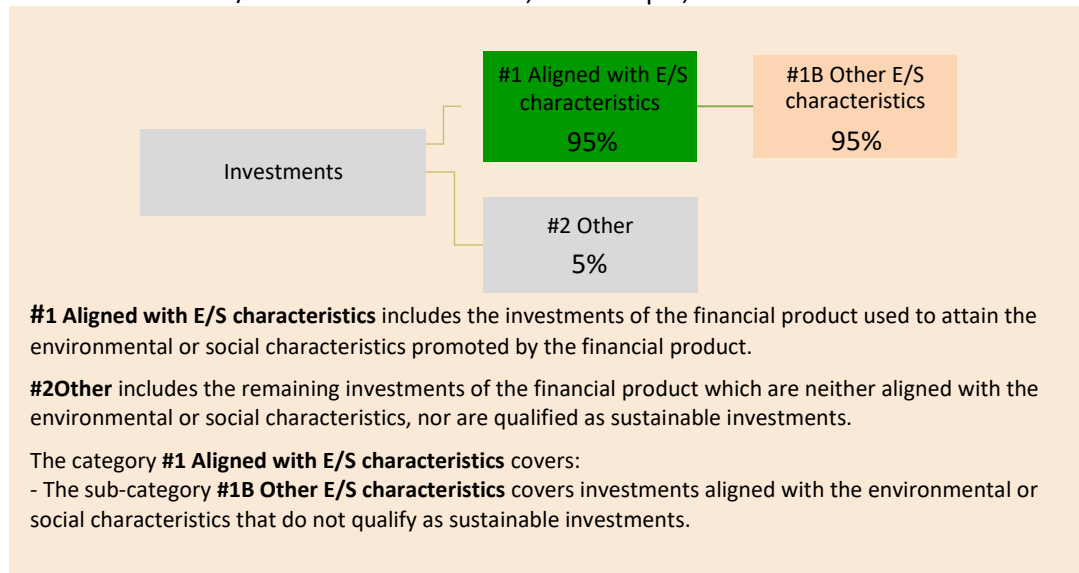 #1 Aligned with E/S
characteristics
95%
#1B Other E/S
characteristics
95%
Investments
#2 Other
5%
#1 Aligned with E/S characteristics includes the investments of the financial product used to attain the
environmental or social characteristics promoted by the financial product.
#2Other includes the remaining investments of the financial product which are neither aligned with the
environmental or social characteristics, nor are qualified as sustainable investments.
The category #1 Aligned with E/S characteristics covers:
- The sub-category #1B Other E/S characteristics covers investments aligned with the environmental or
social characteristics that do not qualify as sustainable investments.